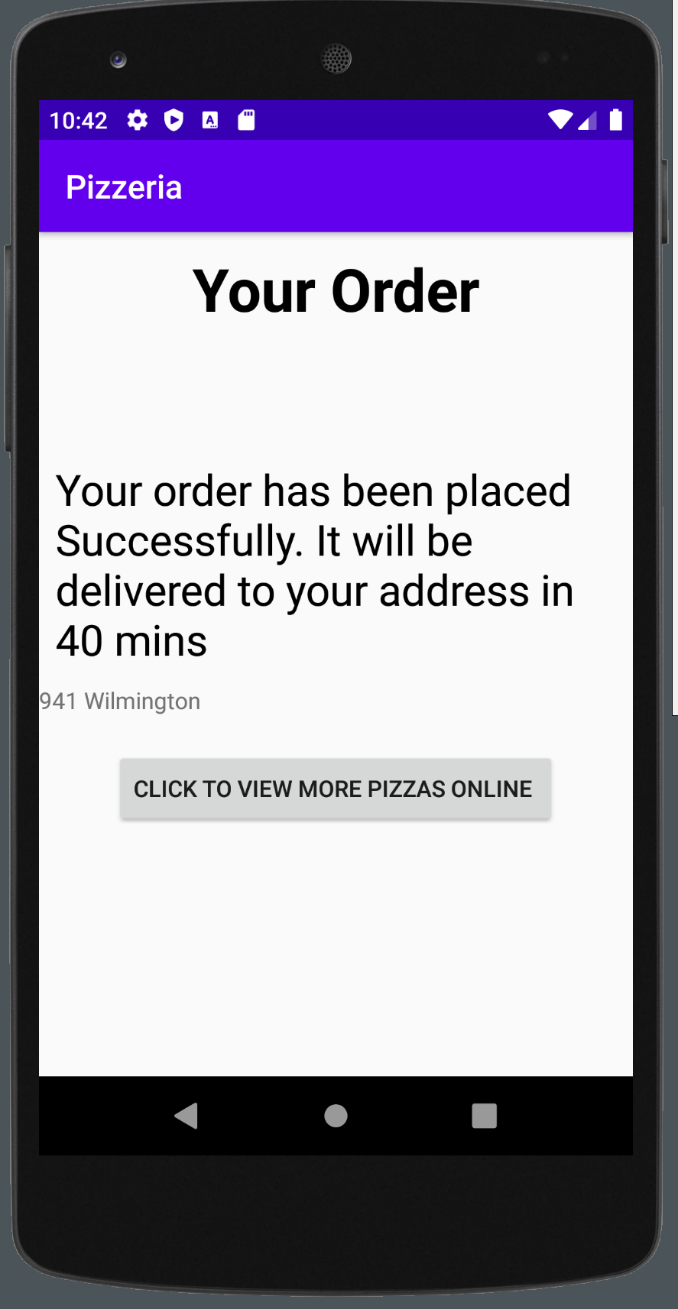 10:42
Pizzeria
Your Order
Your order has been placed
Successfully. It will be
delivered to your address in
40 mins
941 Wilmington
CLICK TO VIEW MORE PIZZAS ONLINE